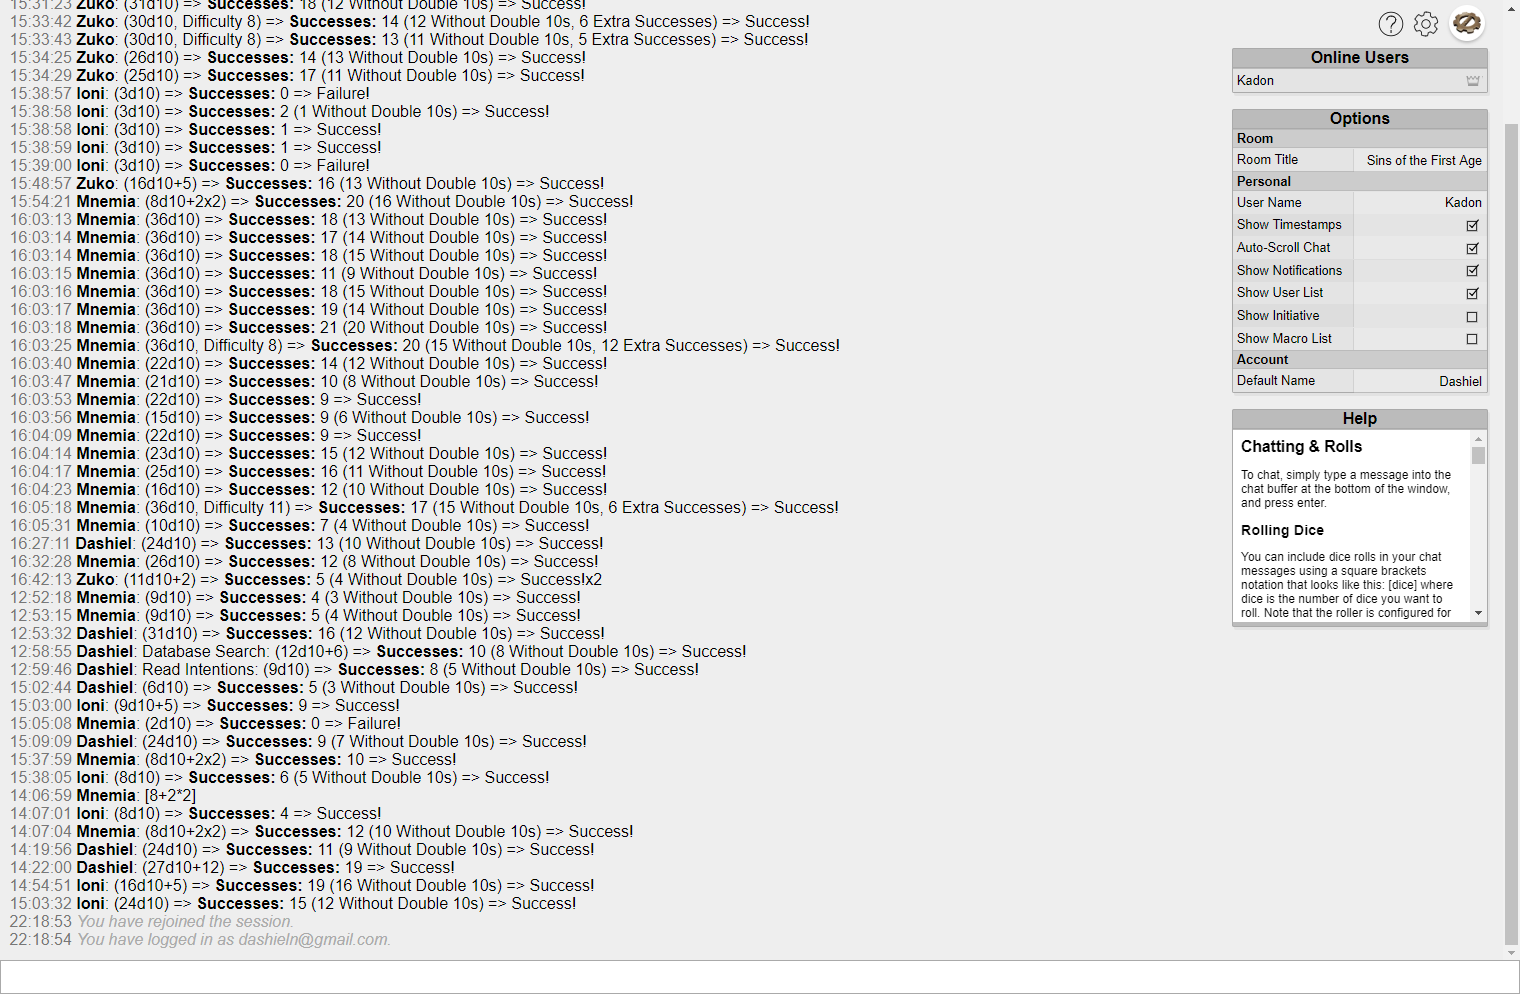 15:31:23 Zuko: (31d10) => Successes: 18 (12 Without Double 10s) => Success!
15:33:42 Zuko: (30d10, Difficulty 8) => Successes: 14 (12 Without Double 10s, 6 Extra Successes) => Success!
15:33:43 Zuko: (30d10, Difficulty 8) => Successes: 13 (11 Without Double 10s, 5 Extra Successes) => Success!
15:34:25 Zuko: (26d10) => Successes: 14 (13 Without Double 10s) => Success!
15:34:29 Zuko: (25d10) => Successes: 17 (11 Without Double 10s) => Success!
15:38:57 Ioni: (3d10) => Successes: 0 => Failure!
15:38:58 Ioni: (3d10) => Successes: 2 (1 Without Double 10s) => Success!
15:38:58 Ioni: (3d10) => Successes: 1 => Success!
15:38:59 Ioni: (3d10) => Successes: 1 => Success!
15:39:00 Ioni: (3d10) => Successes: 0 => Failure!
15:48:57 Zuko: (16d10+5) => Successes: 16 (13 Without Double 10s) => Success!
15:54:21 Mnemia: (8d10+2x2) => Successes: 20 (16 Without Double 10s) => Success!
16:03:13 Mnemia: (36d10) => Successes: 18 (13 Without Double 10s) => Success!
16:03:14 Mnemia: (36d10) => Successes: 17 (14 Without Double 10s) => Success!
16:03:14 Mnemia: (36d10) => Successes: 18 (15 Without Double 10s) => Success!
16:03:15 Mnemia: (36d10) => Successes: 11 (9 Without Double 10s) => Success!
16:03:16 Mnemia: (36d10) => Successes: 18 (15 Without Double 10s) => Success!
16:03:17 Mnemia: (36d10) => Successes: 19 (14 Without Double 10s) => Success!
16:03:18 Mnemia: (36d10) => Successes: 21 (20 Without Double 10s) => Success!
16:03:25 Mnemia: (36d10, Difficulty 8) => Successes: 20 (15 Without Double 10s, 12 Extra Successes) => Success!
16:03:40 Mnemia: (22d10) => Successes: 14 (12 Without Double 10s) => Success!
16:03:47 Mnemia: (21d10) => Successes: 10 (8 Without Double 10s) => Success!
16:03:53 Mnemia: (22d10) => Successes: 9 => Success!
16:03:56 Mnemia: (15d10) => Successes: 9 (6 Without Double 10s) => Success!
16:04:09 Mnemia: (22d10) => Successes: 9 => Success!
16:04:14 Mnemia: (23d10) => Successes: 15 (12 Without Double 10s) => Success!
16:04:17 Mnemia: (25d10) => Successes: 16 (11 Without Double 10s) => Success!
16:04:23 Mnemia: (16d10) => Successes: 12 (10 Without Double 10s) => Success!
16:05:18 Mnemia: (36d10, Difficulty 11) => Successes: 17 (15 Without Double 10s, 6 Extra Successes) => Success!
16:05:31 Mnemia: (10d10) => Successes: 7 (4 Without Double 10s) => Success!
16:27:11 Dashiel: (24d10) => Successes: 13 (10 Without Double 10s) => Success!
16:32:28 Mnemia: (26d10) => Successes: 12 (8 Without Double 10s) => Success!
16:42:13 Zuko: (11d10+2) => Successes: 5 (4 Without Double 10s) => Success!x2
12:52:18 Mnemia: (9d10) => Successes: 4 (3 Without Double 10s) => Success!
12:53:15 Mnemia: (9d10) => Successes: 5 (4 Without Double 10s) => Success!
12:53:32 Dashiel: (31d10) => Successes: 16 (12 Without Double 10s) => Success!
12:58:55 Dashiel: Database Search: (12d10+6) => Successes: 10 (8 Without Double 10s) => Success!
12:59:46 Dashiel: Read Intentions: (9d10) => Successes: 8 (5 Without Double 10s) => Success!
15:02:44 Dashiel: (6d10) => Successes: 5 (3 Without Double 10s) => Success!
15:03:00 Ioni: (9d10+5) => Successes: 9 => Success!
15:05:08 Mnemia: (2d10) => Successes: 0 => Failure!
15:09:09 Dashiel: (24d10) => Successes: 9 (7 Without Double 10s) => Success!
15:37:59 Mnemia: (8d10+2x2) => Successes: 10 => Success!
15:38:05 Ioni: (8d10) => Successes: 6 (5 Without Double 10s) => Success!
14:06:59 Mnemia: [8+2*2]
14:07:01 Ioni: (8d10) => Successes: 4 => Success!
14:07:04 Mnemia: (8d10+2x2) => Successes: 12 (10 Without Double 10s) => Success!
14:19:56 Dashiel: (24d10) => Successes: 11 (9 Without Double 10s) => Success!
14:22:00 Dashiel: (27d10+12) => Successes: 19 => Success!
14:54:51 Ioni: (16d10+5) => Successes: 19 (16 Without Double 10s) => Success!
15:03:32 Ioni: (24d10) => Successes: 15 (12 Without Double 10s) => Success!
22:18:53 You have rejoined the session.
22:18:54 You have logged in as dashieln@gmail.com.
Online Users
Kadon
Options
Room
Room Title Sins of the First Age
Personal
User Name Kadon
Show Timestamps
Auto-Scroll Chat
Show Notifications
Show User List
Show Initiative
Show Macro List
Account
Default Name Dashiel
Help
Chatting & Rolls
To chat, simply type a message into the
chat buffer at the bottom of the window,
and press enter.
Rolling Dice
You can include dice rolls in your chat
messages using a square brackets
notation that looks like this: [dice] where
dice is the number of dice you want to
roll. Note that the roller is configured for